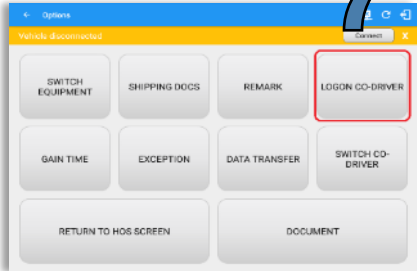 Options
Vehicle disconnected
Connect
X
SWITCH
EQUIPMENT
SHIPPING DOCS
REMARK
LOGON CO-DRIVER
GAIN TIME
EXCEPTION
DATA TRANSFER
SWITCH CO-
DRIVER
RETURN TO HOS SCREEN
DOCUMENT